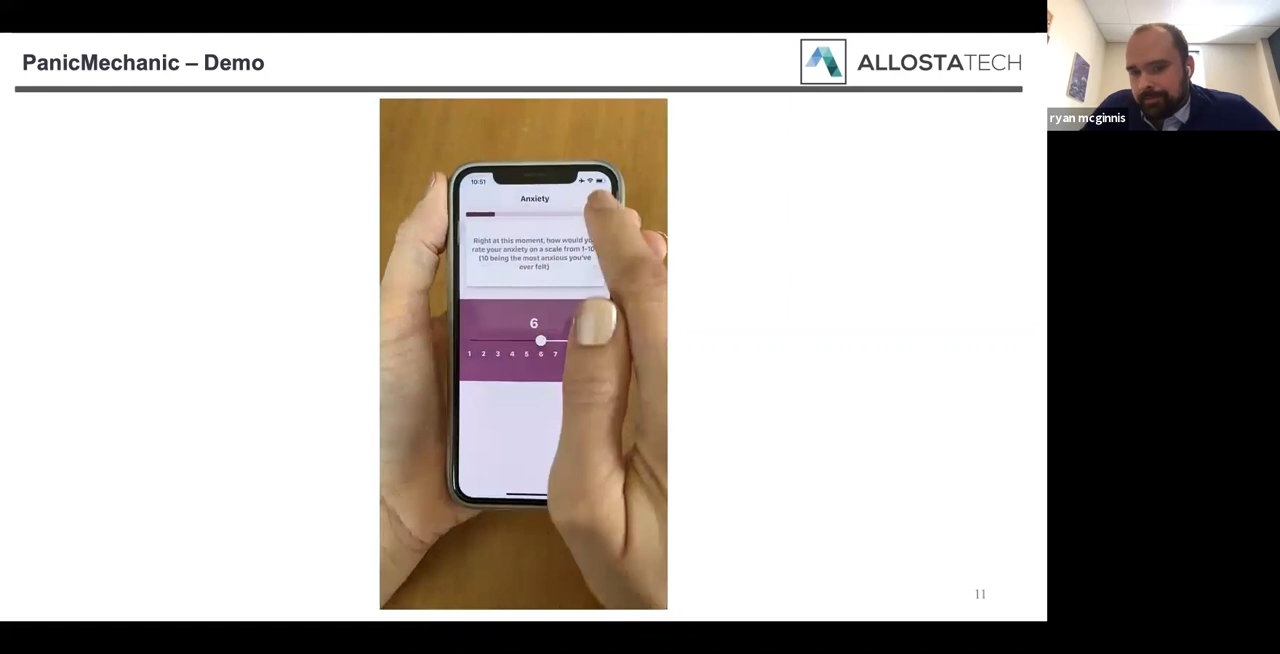 PanicMechanic – Demo
ALLOSTATECH
ryan mcginnis
10:51
Anxiety
Right at this moment, how would
rate your anxiety on a scale from 1-10
(10 being the most anxious you've
ever felt)
6
1 2 3 4 5 6 7
11